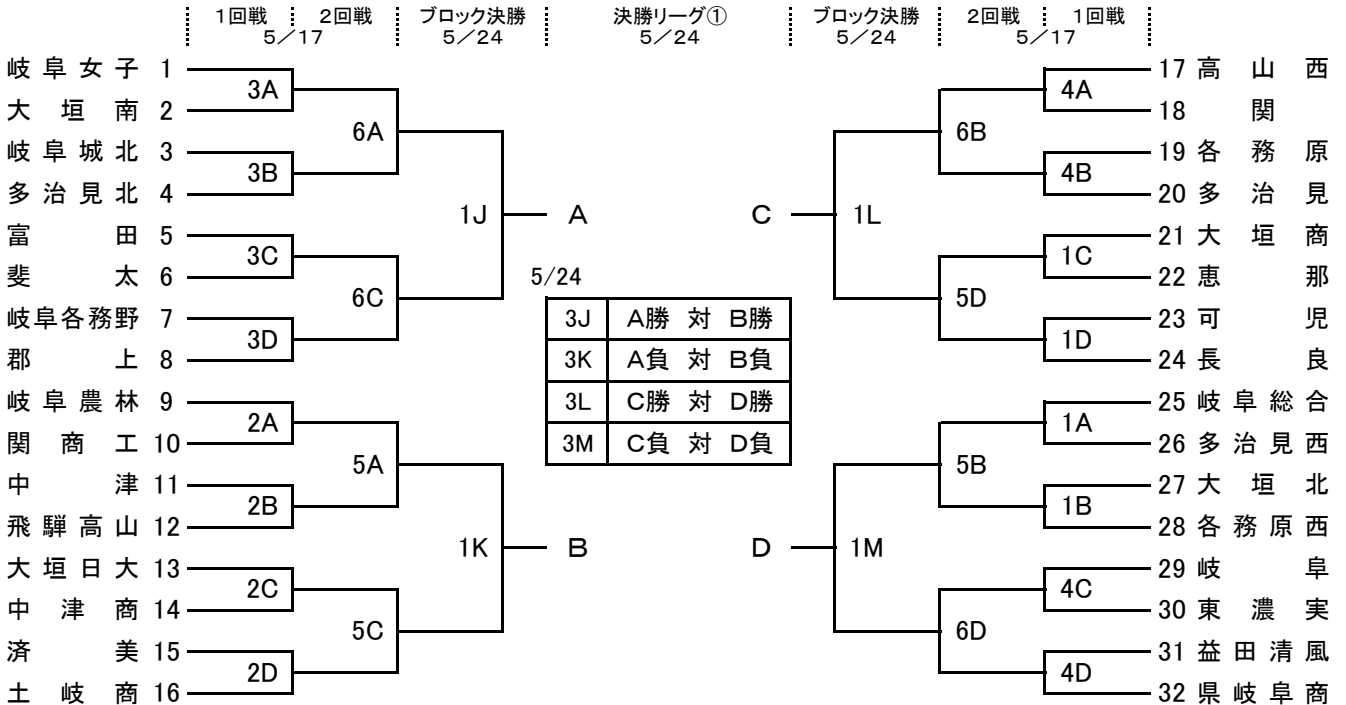 1回戦 2回戦 ブロック決勝 決勝リーグ① ブロック決勝 2回戦 1回戦
5/17 5/24 5/24 5/24 5/17
岐阜女子 1
3A
大垣南 2
6A
岐阜城北 3
3B
多治見北 4
1J A
富田 5
3C
斐太 6
6C
岐阜各務野 7
3D
郡上 8
岐阜農林 9
2A
関商工 10
5A
中津 11
2B
飛騨高山 12
1K B
大垣日大 13
2C
中津商 14
5C
済美 15
2D
土岐商 16
5/24
3J A勝 対 B勝
3K A負 対 B負
3L C勝 対 D勝
3M C負 対 D負
17 高山西
4A
18 関
6B
19 各務原
4B
20 多治見
C 1L
21 大垣商
1C
22 恵那
5D
23 可児
1D
24 長良
25 岐阜総合
1A
26 多治見西
5B
27 大垣北
1B
28 各務原西
D 1M
29 岐阜
4C
30 東濃実
6D
31 益田清風
4D
32 県岐阜商